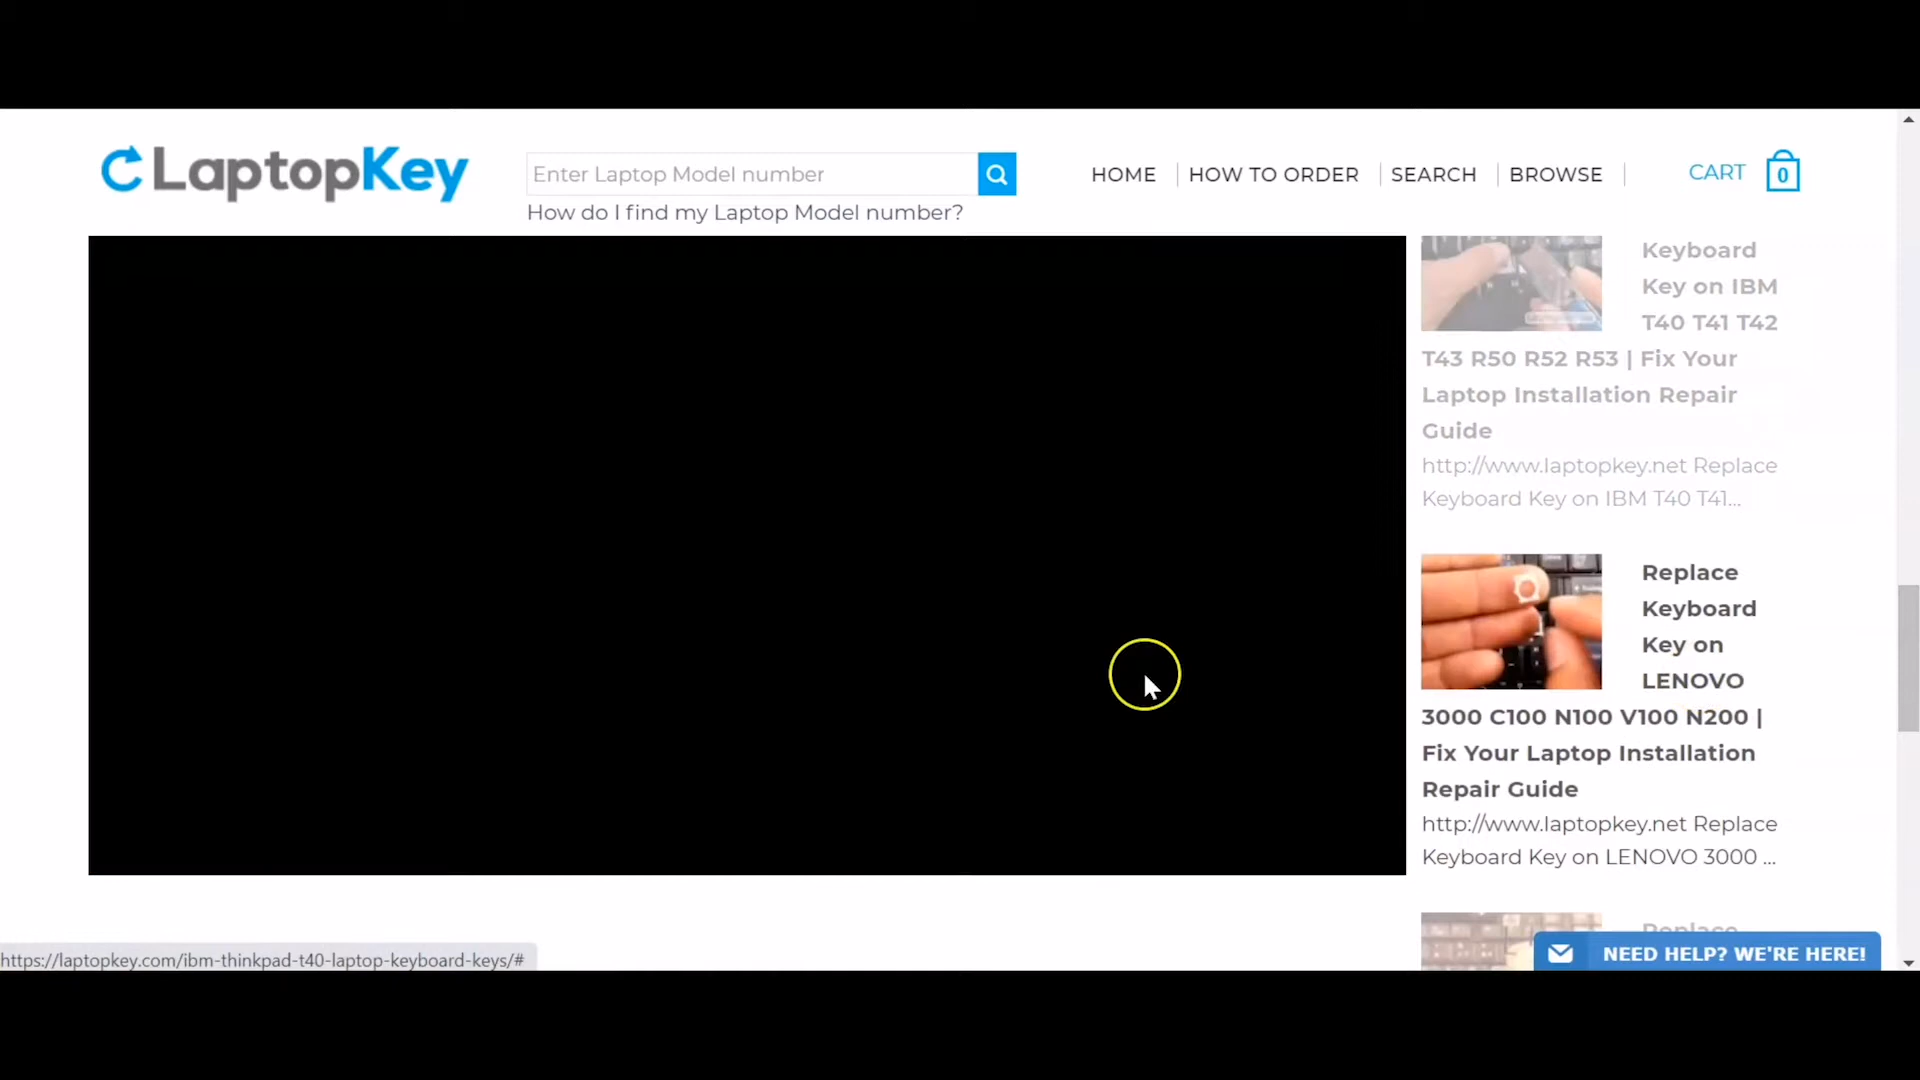 LaptopKey
Enter Laptop Model number
How do I find my Laptop Model number?
HOME
HOW TO ORDER
SEARCH
BROWSE
CART
0
Keyboard
Key on IBM
T40 T41 T42
T43 R50 R52 R53 | Fix Your
Laptop Installation Repair
Guide
http://www.laptopkey.net Replace
Keyboard Key on IBM T40 T41...
Replace
Keyboard
Key on
LENOVO
3000 C100 N100 V100 N200 |
Fix Your Laptop Installation
Repair Guide
http://www.laptopkey.net Replace
Keyboard Key on LENOVO 3000 ...
Replace
NEED HELP? WE'RE HERE!
https://laptopkey.com/ibm-thinkpad-t40-laptop-keyboard-keys/#